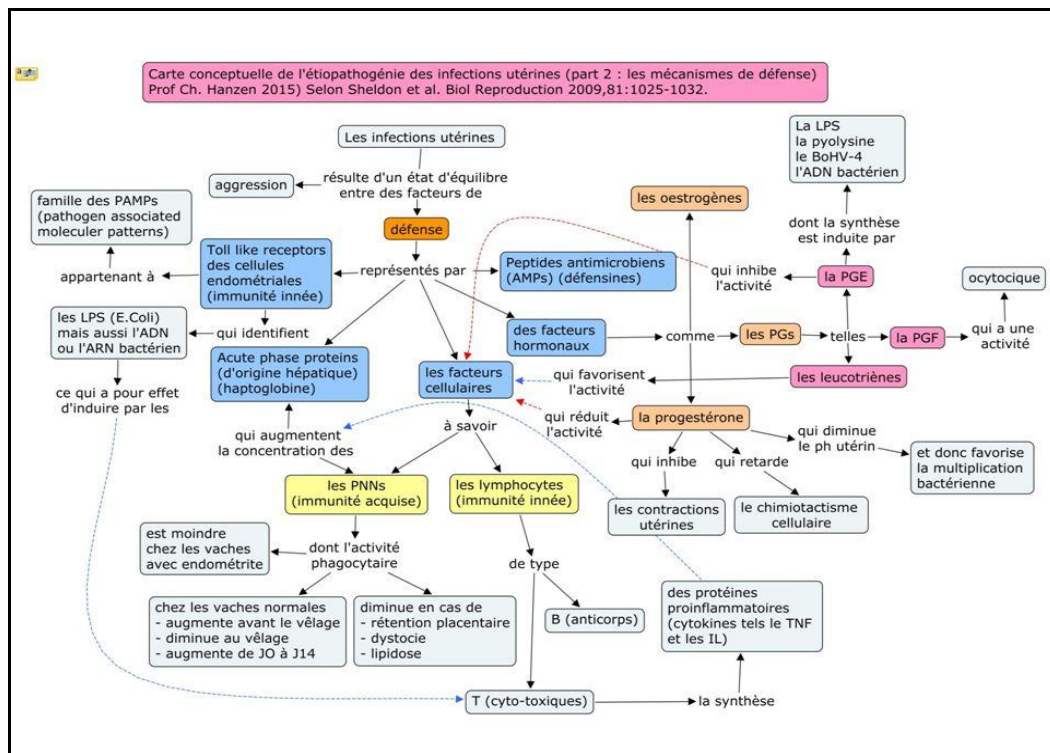 Carte conceptuelle de l'étiopathogénie des infections utérines (part 2 : les mécanismes de défense)
Prof Ch. Hanzen 2015) Selon Sheldon et al. Biol Reproduction 2009,81:1025-1032.
Les infections utérines
résulte d'un état d'équilibre
entre des facteurs de
aggression
défense
représentés par
famille des PAMPs
(pathogen associated
moleculer patterns)
appartenant à
Toll like receptors
des cellules
endométriales
(immunité innée)
qui identifient
les LPS (E.Coli)
mais aussi l'ADN
ou l'ARN bactérien
ce qui a pour effet
d'induire par les
Acute phase proteins
(d'origine hépatique)
(haptoglobine)
qui augmentent
la concentration des
Peptides antimicrobiens
(AMPs) (défensines)
des facteurs
hormonaux
comme
les oestrogènes
les PGs
telles
La LPS
la pyolysine
le BoHV-4
l'ADN bactérien
dont la synthèse
est induite par
la PGE
qui inhibe
l'activité
la PGF
qui a une
activité
ocytocique
les leucotriènes
qui favorisent
l'activité
les facteurs
cellulaires
à savoir
la progestérone
qui réduit
l'activité
qui inhibe
les contractions
utérines
qui retarde
le chimiotactisme
cellulaire
qui diminue
le ph utérin
et donc favorise
la multiplication
bactérienne
les PNNs
(immunité acquise)
les lymphocytes
(immunité innée)
dont l'activité
phagocytaire
est moindre
chez les vaches
avec endométrite
chez les vaches normales
- augmente avant le vêlage
- diminue au vêlage
- augmente de JO à J14
diminue en cas de
- rétention placentaire
- dystocie
- lipidose
de type
B (anticorps)
T (cyto-toxiques)
la synthèse
des protéines
proinflammatoires
(cytokines tels le TNF
et les IL)